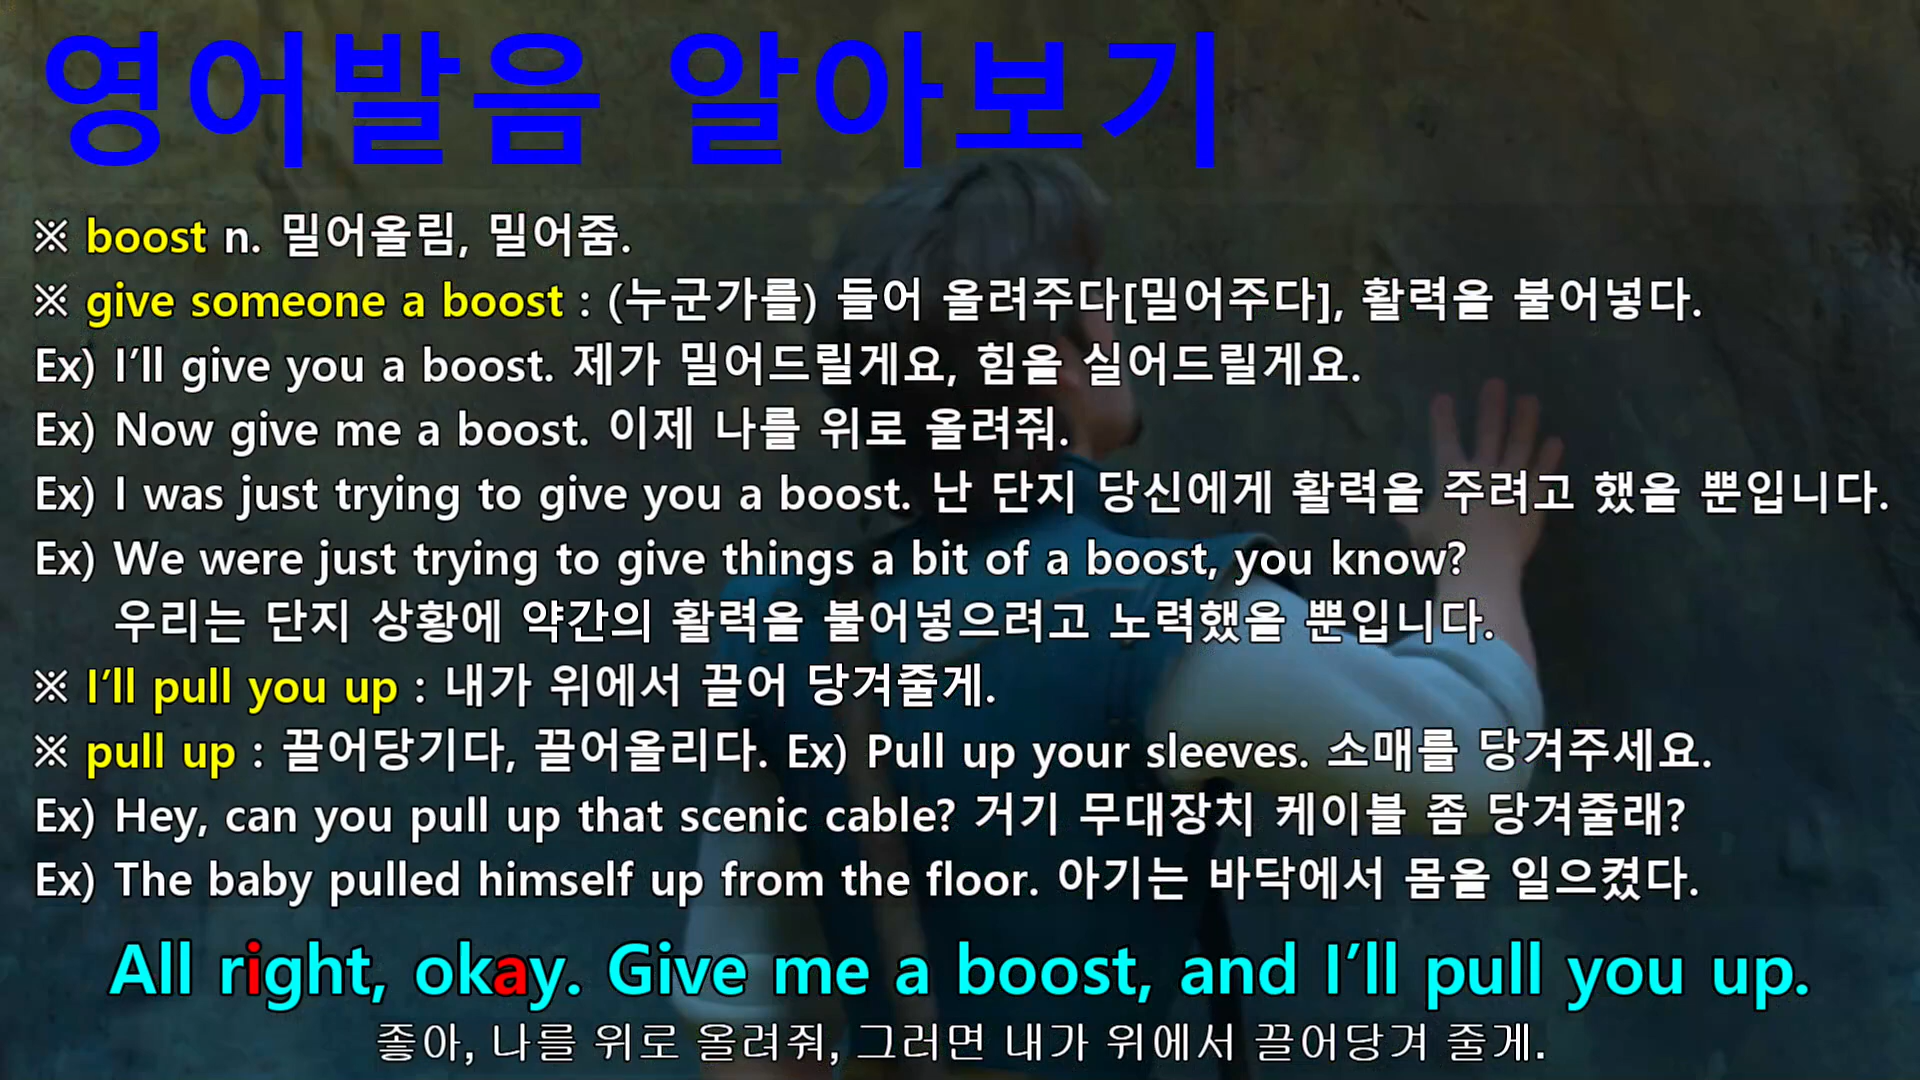 영어발음 알아보기
※ boost n. 밀어올림, 밀어줌.
※ give someone a boost : (누군가를) 들어 올려주다[밀어주다], 활력을 불어넣다.
Ex) I’ll give you a boost. 제가 밀어드릴게요, 힘을 실어드릴게요.
Ex) Now give me a boost. 이제 나를 위로 올려줘.
Ex) I was just trying to give you a boost. 난 단지 당신에게 활력을 주려고 했을 뿐입니다.
Ex) We were just trying to give things a bit of a boost, you know?
우리는 단지 상황에 약간의 활력을 불어넣으려고 노력했을 뿐입니다.
※ I’ll pull you up : 내가 위에서 끌어 당겨줄게.
※ pull up : 끌어당기다, 끌어올리다. Ex) Pull up your sleeves. 소매를 당겨주세요.
Ex) Hey, can you pull up that scenic cable? 거기 무대장치 케이블 좀 당겨줄래?
Ex) The baby pulled himself up from the floor. 아기는 바닥에서 몸을 일으켰다.
All right, okay. Give me a boost, and I’ll pull you up.
좋아, 나를 위로 올려줘, 그러면 내가 위에서 끌어당겨 줄게.